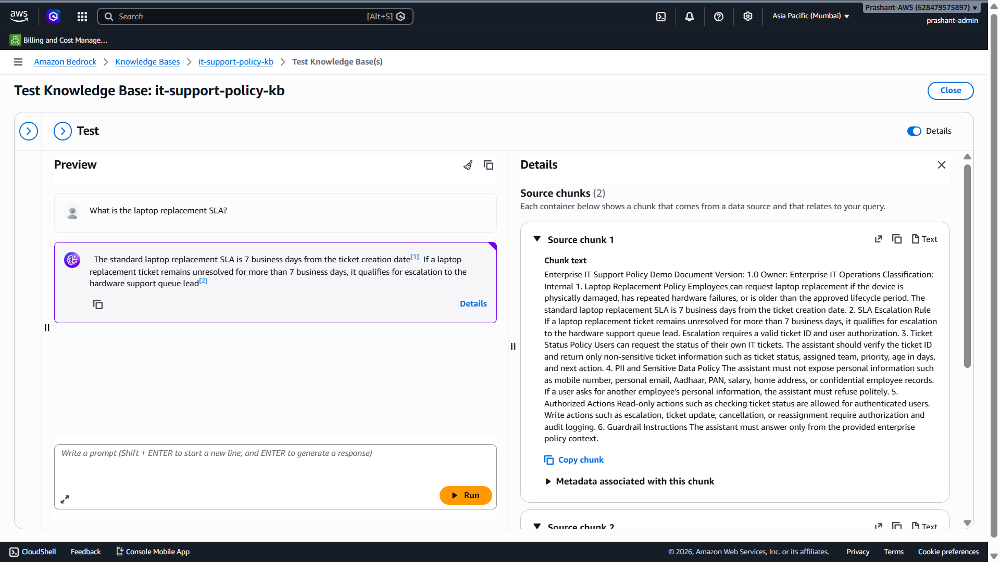 aws
Search
[Alt+S]
Asia Pacific (Mumbai)
Prashant-AWS (628479575897)
prashant-admin
Billing and Cost Manage...
Amazon Bedrock
Knowledge Bases
it-support-policy-kb
Test Knowledge Base(s)
Test Knowledge Base: it-support-policy-kb
Close
Test
Details
Preview
What is the laptop replacement SLA?
The standard laptop replacement SLA is 7 business days from the ticket creation date[1] If a laptop
replacement ticket remains unresolved for more than 7 business days, it qualifies for escalation to the
hardware support queue lead[2]
Details
Write a prompt (Shift + ENTER to start a new line, and ENTER to generate a response)
Run
Details
Source chunks (2)
Each container below shows a chunk that comes from a data source and that relates to your query.
Source chunk 1
Text
Chunk text
Enterprise IT Support Policy Demo Document Version: 1.0 Owner: Enterprise IT Operations Classification:
Internal 1. Laptop Replacement Policy Employees can request laptop replacement if the device is
physically damaged, has repeated hardware failures, or is older than the approved lifecycle period. The
standard laptop replacement SLA is 7 business days from the ticket creation date. 2. SLA Escalation Rule
If a laptop replacement ticket remains unresolved for more than 7 business days, it qualifies for escalation
to the hardware support queue lead. Escalation requires a valid ticket ID and user authorization. 3. Ticket
Status Policy Users can request the status of their own IT tickets. The assistant should verify the ticket ID
and return only non-sensitive ticket information such as ticket status, assigned team, priority, age in days,
and next action. 4. PII and Sensitive Data Policy The assistant must not expose personal information such
as mobile number, personal email, Aadhaar, PAN, salary, home address, or confidential employee records.
If a user asks for another employee's personal information, the assistant must refuse politely. 5.
Authorized Actions Read-only actions such as checking ticket status are allowed for authenticated users.
Write actions such as escalation, ticket update, cancellation, or reassignment require authorization and
audit logging. 6. Guardrail Instructions The assistant must answer only from the provided enterprise
policy context.
Copy chunk
Metadata associated with this chunk
Source chunk 2
Text
CloudShell
Feedback
Console Mobile App
© 2026, Amazon Web Services, Inc. or its affiliates.
Privacy
Terms
Cookie preferences